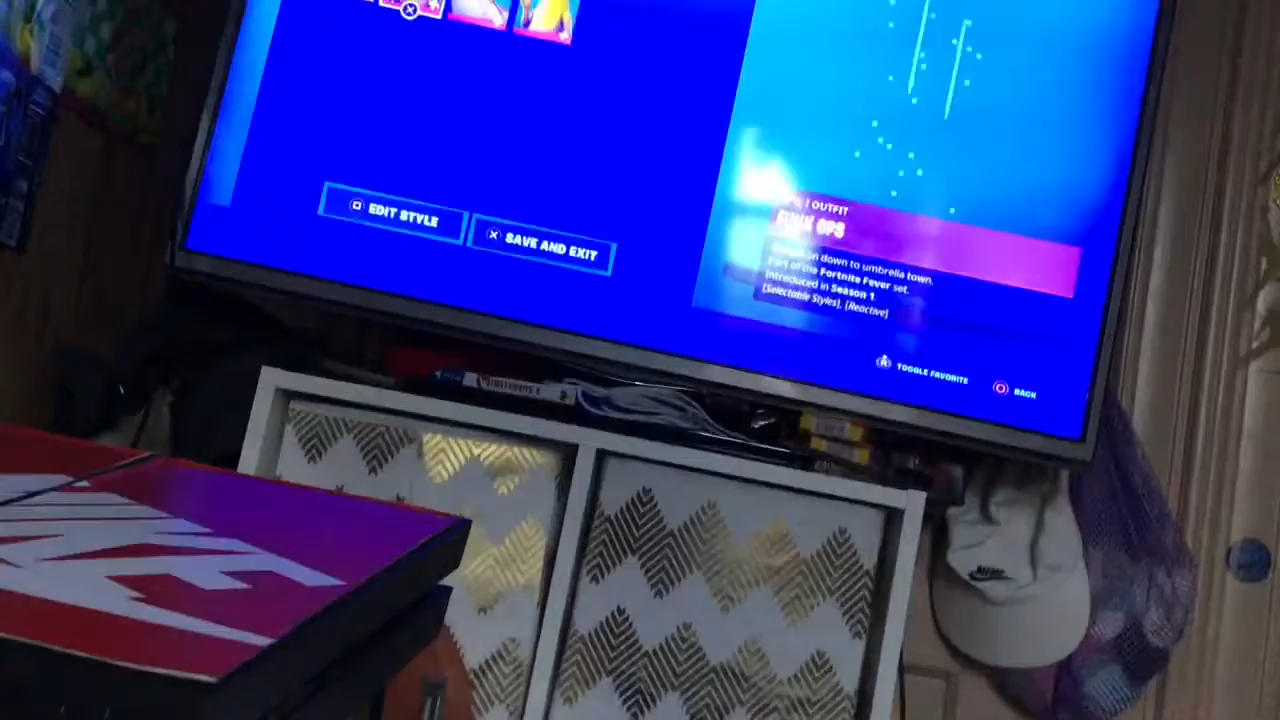 EDIT STYLE
SAVE AND EXIT
| OUTFIT
FUNK OPS
on down to umbrella town.
Part of the Fortnite Fever set.
Introduced in Season 1.
[Selectable Styles], [Reactive]
TOGGLE FAVORITE
BACK
NIKE